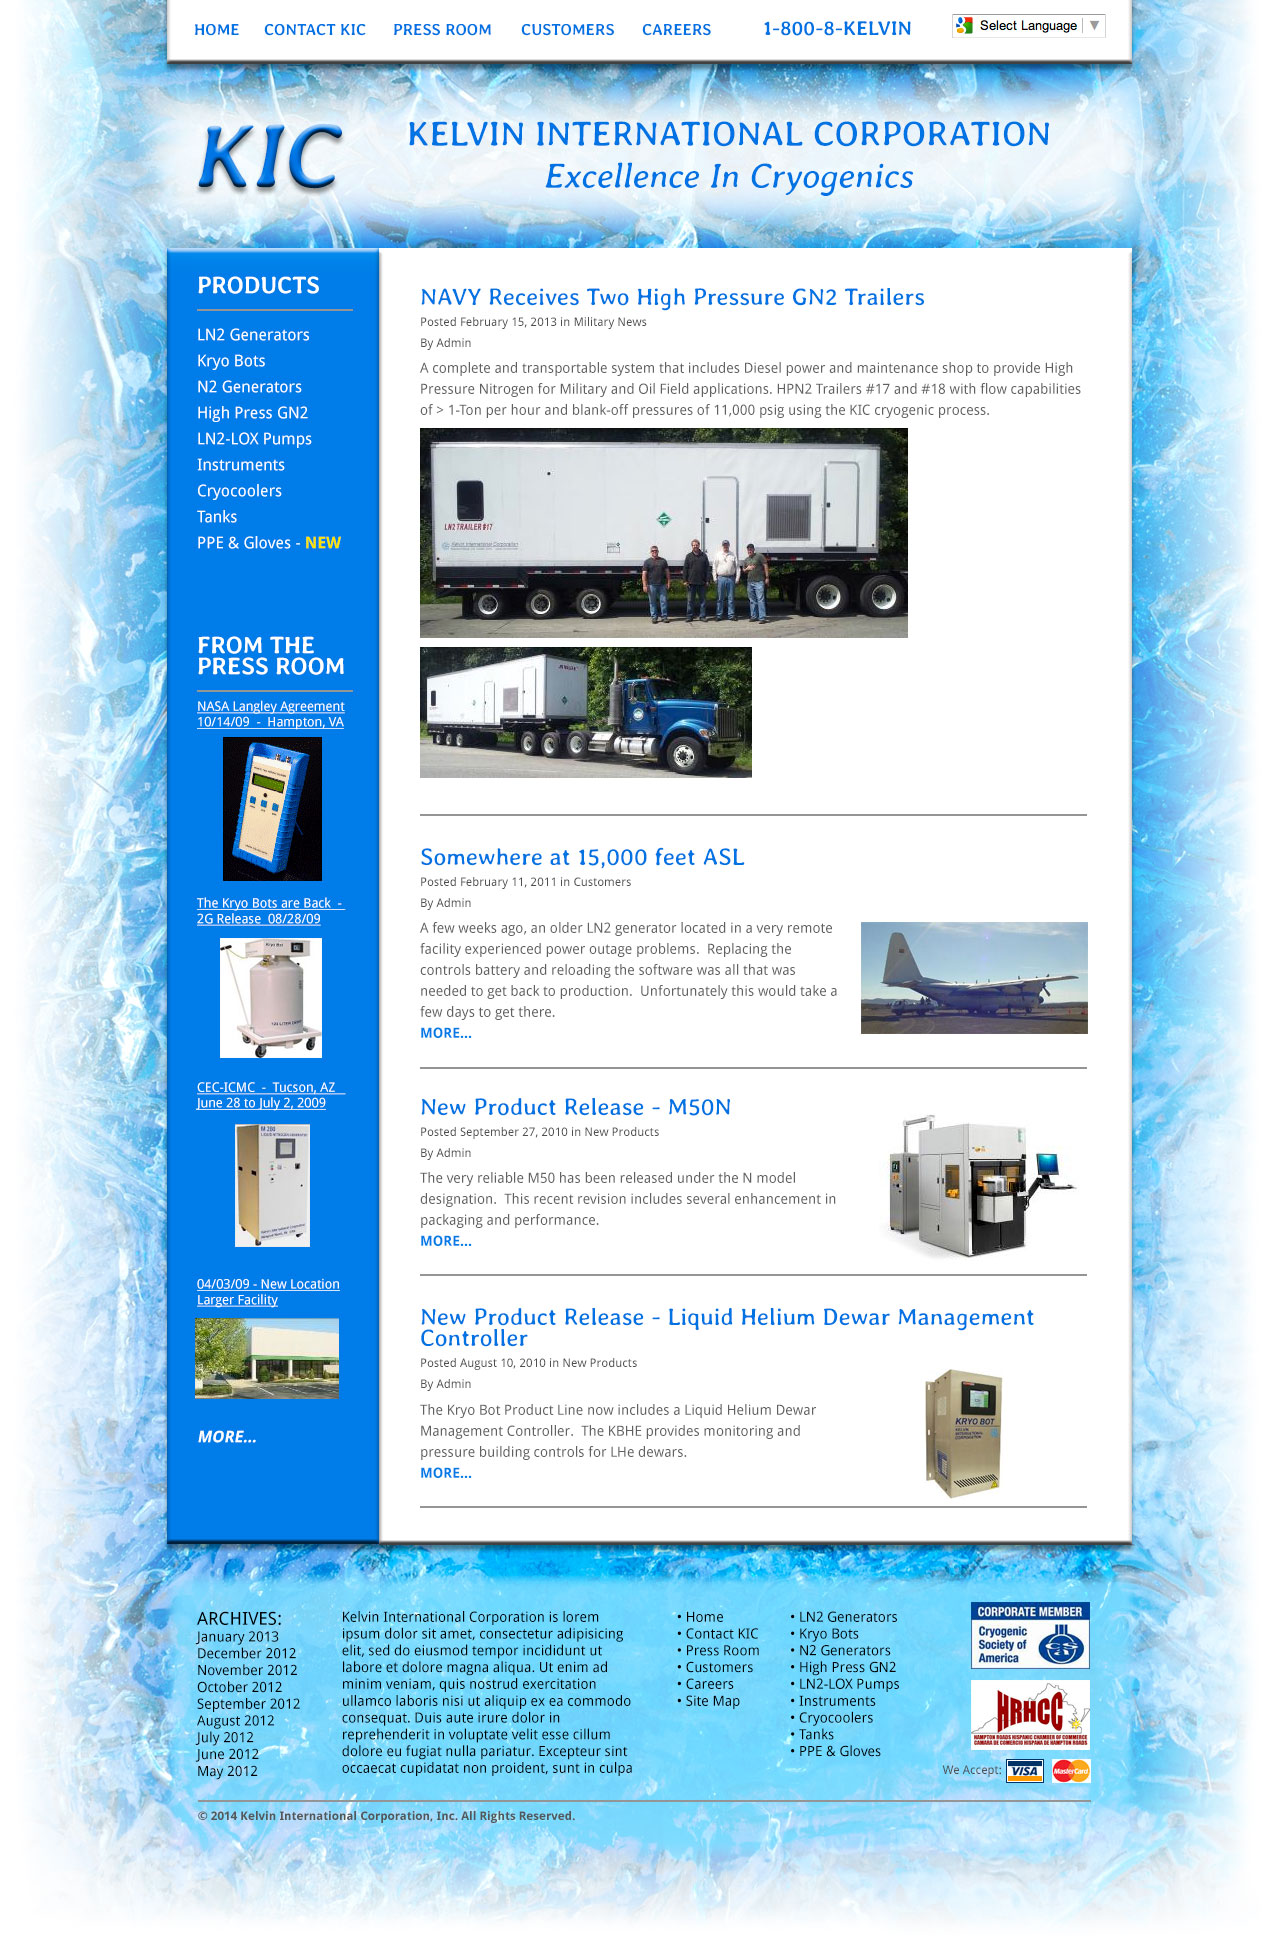 HOME CONTACT KIC PRESS ROOM CUSTOMERS CAREERS 1-800-8-KELVIN Select Language ▼
KIC
KELVIN INTERNATIONAL CORPORATION
Excellence In Cryogenics
PRODUCTS
LN2 Generators
Kryo Bots
N2 Generators
High Press GN2
LN2-LOX Pumps
Instruments
Cryocoolers
Tanks
PPE & Gloves - NEW
FROM THE
PRESS ROOM
NASA Langley Agreement
10/14/09 - Hampton, VA
The Kryo Bots are Back -
2G Release 08/28/09
Kryo Bot
CEC-ICMC - Tucson, AZ
June 28 to July 2, 2009
04/03/09 - New Location
Larger Facility
MORE...
NAVY Receives Two High Pressure GN2 Trailers
Posted February 15, 2013 in Military News
By Admin
A complete and transportable system that includes Diesel power and maintenance shop to provide High
Pressure Nitrogen for Military and Oil Field applications. HPN2 Trailers #17 and #18 with flow capabilities
of > 1-Ton per hour and blank-off pressures of 11,000 psig using the KIC cryogenic process.
LN2 TRAILER #17
Kelvin International Corporation
Somewhere at 15,000 feet ASL
Posted February 11, 2011 in Customers
By Admin
A few weeks ago, an older LN2 generator located in a very remote
facility experienced power outage problems. Replacing the
controls battery and reloading the software was all that was
needed to get back to production. Unfortunately this would take a
few days to get there.
MORE...
New Product Release - M50N
Posted September 27, 2010 in New Products
By Admin
The very reliable M50 has been released under the N model
designation. This recent revision includes several enhancement in
packaging and performance.
MORE...
New Product Release - Liquid Helium Dewar Management
Controller
Posted August 10, 2010 in New Products
By Admin
The Kryo Bot Product Line now includes a Liquid Helium Dewar
Management Controller. The KBHE provides monitoring and
pressure building controls for LHe dewars.
MORE...
KRYO BOT
KELVIN
INTERNATIONAL
CORPORATION
ARCHIVES:
January 2013
December 2012
November 2012
October 2012
September 2012
August 2012
July 2012
June 2012
May 2012
Kelvin International Corporation is lorem
ipsum dolor sit amet, consectetur adipisicing
elit, sed do eiusmod tempor incididunt ut
labore et dolore magna aliqua. Ut enim ad
minim veniam, quis nostrud exercitation
ullamco laboris nisi ut aliquip ex ea commodo
consequat. Duis aute irure dolor in
reprehenderit in voluptate velit esse cillum
dolore eu fugiat nulla pariatur. Excepteur sint
occaecat cupidatat non proident, sunt in culpa
• Home
• Contact KIC
• Press Room
• Customers
• Careers
• Site Map
• LN2 Generators
• Kryo Bots
• N2 Generators
• High Press GN2
• LN2-LOX Pumps
• Instruments
• Cryocoolers
• Tanks
• PPE & Gloves
CORPORATE MEMBER
Cryogenic
Society of
America
HRHCC
HAMPTON ROADS HISPANIC CHAMBER OF COMMERCE
CAMARA DE COMERCIO HISPANA DE HAMPTON ROADS
We Accept: VISA MasterCard
© 2014 Kelvin International Corporation, Inc. All Rights Reserved.